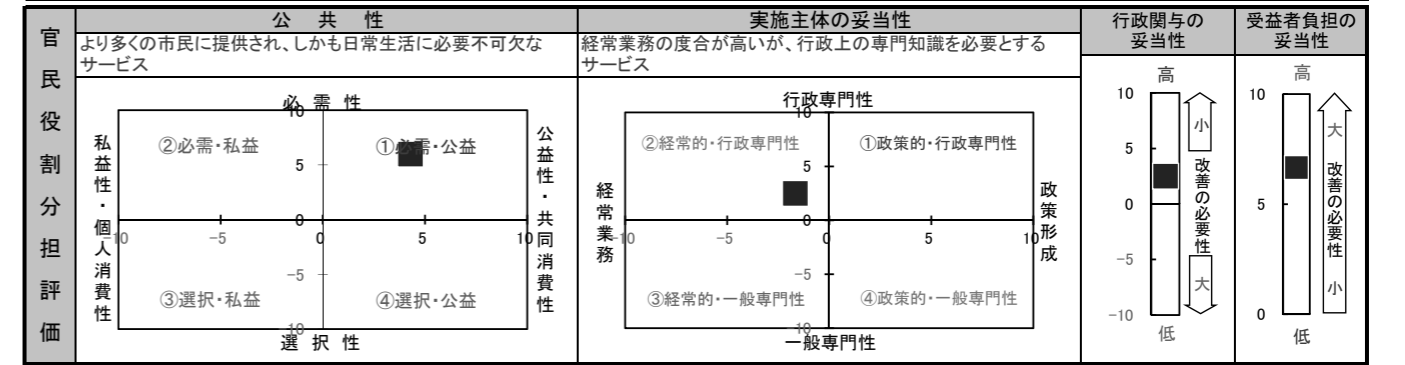 官民役割分担評価
公共性
より多くの市民に提供され、しかも日常生活に必要不可欠な
サービス
必需性
10
②必需・私益
①必需・公益
5
私益性・個人消費性
公益性・共同消費性
0
-10
-5
0
5
10
-5
③選択・私益
④選択・公益
-10
選択性
実施主体の妥当性
経常業務の度合が高いが、行政上の専門知識を必要とする
サービス
行政専門性
10
②経常的・行政専門性
①政策的・行政専門性
5
経常業務
政策形成
0
-10
-5
0
5
10
-5
③経常的・一般専門性
④政策的・一般専門性
-10
一般専門性
行政関与の
妥当性
高
10
5
0
-5
-10
低
小
改善の必要性
大
受益者負担の
妥当性
高
10
5
0
低
大
改善の必要性
小